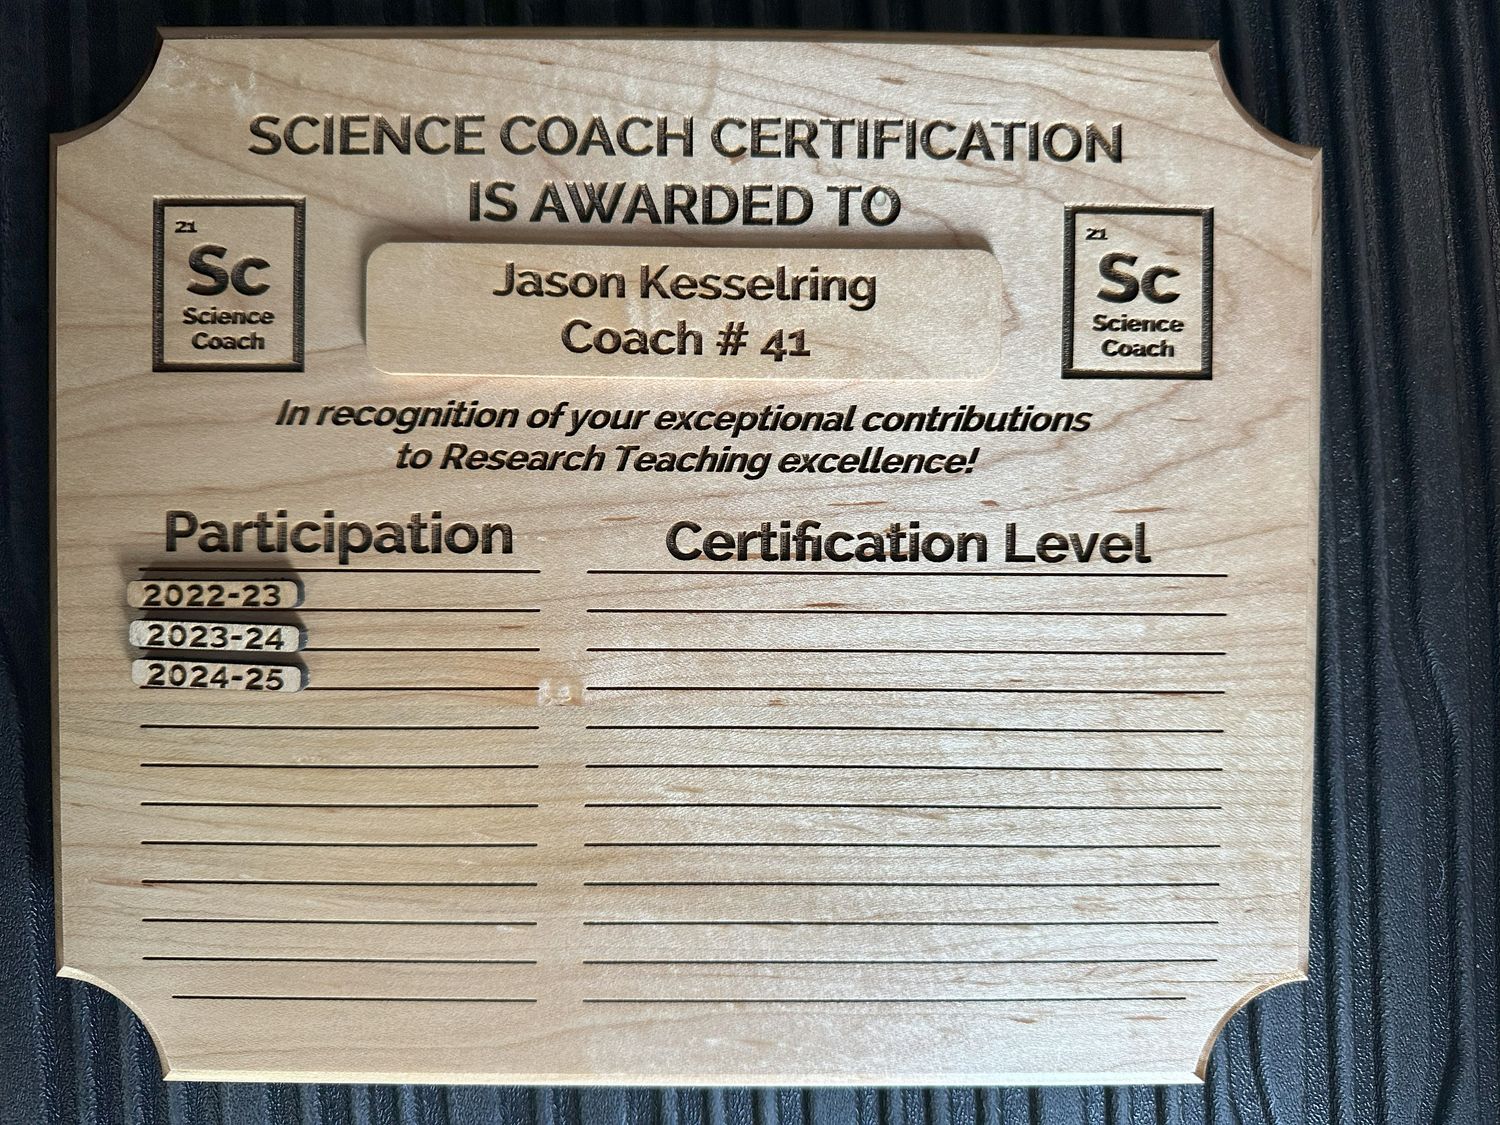 SCIENCE COACH CERTIFICATION
IS AWARDED TO
21
Sc
Science
Coach
Jason Kesselring
Coach # 41
21
Sc
Science
Coach
In recognition of your exceptional contributions
to Research Teaching excellence!
Participation
Certification Level
2022-23
2023-24
2024-25